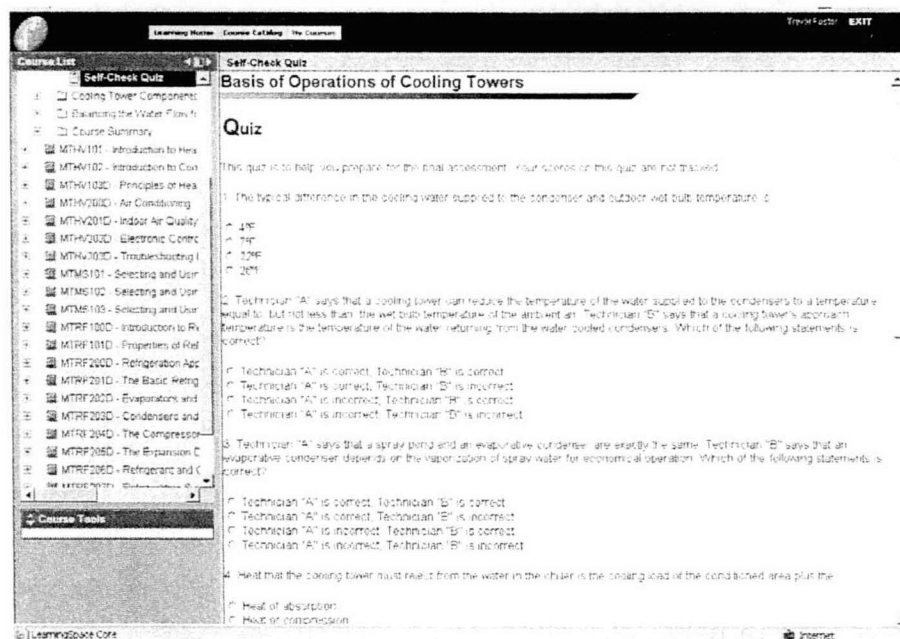 Learning Home Course Catalog My Courses
Trevor Foster EXIT
Course List
Self-Check Quiz
Self-Check Quiz
Cooling Tower Components
Balancing the Water Flow fr
Course Summary
MTHV101 - Introduction to Hea
MTHV102 - Introduction to Coo
MTHV103D - Principles of Hea
MTHV200D - Air Conditioning
MTHV201D - Indoor Air Quality
MTHV202D - Electronic Contro
MTHV303D - Troubleshooting
MTMS101 - Selecting and Usin
MTMS102 - Selecting and Usin
MTMS103 - Selecting and Usin
MTRF100D - Introduction to
MTRF101D - Properties of Ref
MTRF200D - Refrigeration App
MTRF201D - The Basic Refrig
MTRF202D - Evaporators and
MTRF203D - Condensers and
MTRF204D - The Compressor
MTRF205D - The Expansion
MTRF206D - Refrigerant and
Course Tools
Basis of Operations of Cooling Towers
Quiz
This quiz is to help you prepare for the final assessment. Your scores on this quiz are not tracked.
1. The typical difference in the cooling water supplied to the condenser and outdoor wet bulb temperature is
4ºF
7ºF
26ºF
2. Technician "A" says that a cooling tower can reduce the temperature of the water supplied to the condensers to a temperature
equal to, but not less than, the wet bulb temperature of the ambient air. Technician "B" says that a cooling tower's approach
temperature is the temperature of the water returning from the water cooled condensers. Which of the following statements is
correct?
Technician "A" is correct, Technician "B" is correct
Technician "A" is correct, Technician "B" is incorrect
Technician "A" is incorrect, Technician "B" is correct
Technician "A" is incorrect, Technician "B" is incorrect
3. Technician "A" says that a spray pond and an evaporative condenser are exactly the same. Technician "B" says that an
evaporative condenser depends on the vaporization of spray water for economical operation. Which of the following statements is
correct?
Technician "A" is correct, Technician "B" is correct
Technician "A" is correct, Technician "B" is incorrect
Technician "A" is incorrect, Technician "B" is correct
Technician "A" is incorrect, Technician "B" is incorrect
4. Heat that the cooling tower must reject from the water in the chiller is the cooling load of the conditioned area plus the
Heat of absorption
Heat of compression
LearningSpace Core
Internet